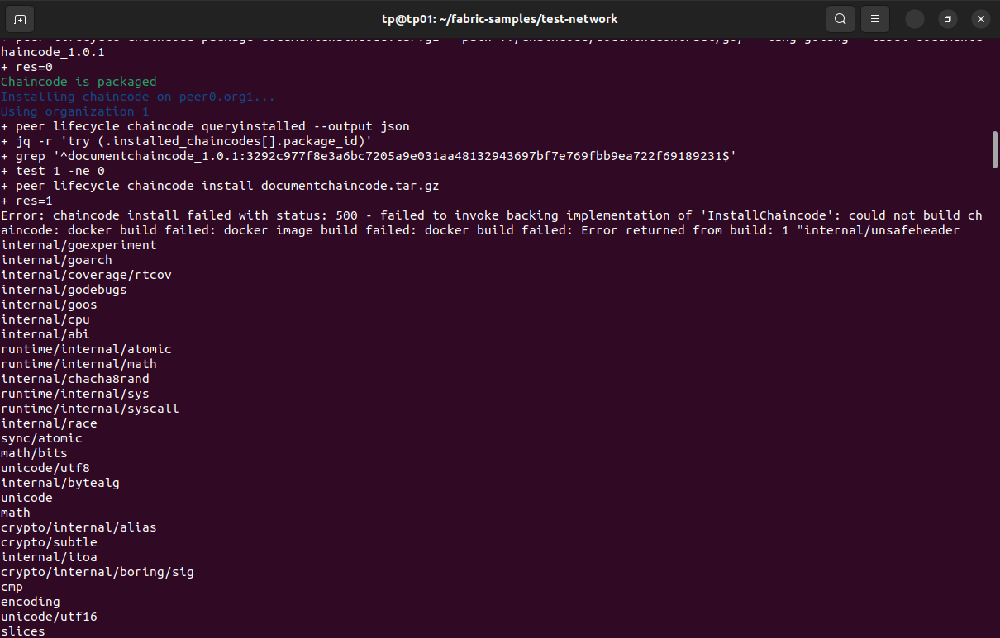 tp@tp01: ~/fabric-samples/test-network
+ peer lifecycle chaincode package documentchaincode.tar.gz --path ../chaincode/documentContract/go/ --lang golang --label documentc
haincode_1.0.1
+ res=0
Chaincode is packaged
Installing chaincode on peer0.org1...
Using organization 1
+ peer lifecycle chaincode queryinstalled --output json
+ jq -r 'try (.installed_chaincodes[].package_id)'
+ grep '^documentchaincode_1.0.1:3292c977f8e3a6bc7205a9e031aa48132943697bf7e769fbb9ea722f69189231$'
+ test 1 -ne 0
+ peer lifecycle chaincode install documentchaincode.tar.gz
+ res=1
Error: chaincode install failed with status: 500 - failed to invoke backing implementation of 'InstallChaincode': could not build ch
aincode: docker build failed: docker image build failed: docker build failed: Error returned from build: 1 "internal/unsafeheader
internal/goexperiment
internal/goarch
internal/coverage/rtcov
internal/godebugs
internal/goos
internal/cpu
internal/abi
runtime/internal/atomic
runtime/internal/math
internal/chacha8rand
runtime/internal/sys
runtime/internal/syscall
internal/race
sync/atomic
math/bits
unicode/utf8
internal/bytealg
unicode
math
crypto/internal/alias
crypto/subtle
internal/itoa
crypto/internal/boring/sig
cmp
encoding
unicode/utf16
slices